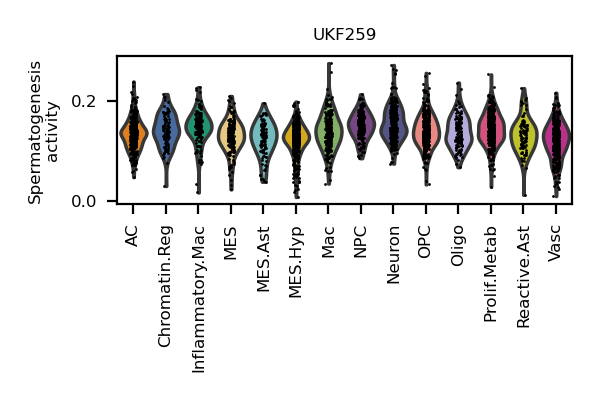 UKF259
Spermatogenesis
activity
0.2
0.0
AC
Chromatin.Reg
Inflammatory.Mac
MES
MES.Ast
MES.Hyp
Mac
NPC
Neuron
OPC
Oligo
Prolif.Metab
Reactive.Ast
Vasc